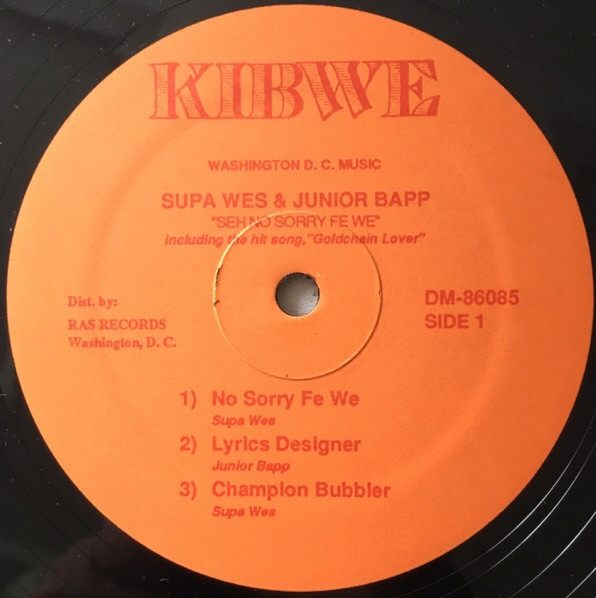 KIBWE
WASHINGTON D. C. MUSIC
SUPA WES & JUNIOR BAPP
"SEH NO SORRY FE WE"
including the hit song,"Goldchain Lover"
Dist. by:
RAS RECORDS
Washington, D. C.
DM-86085
SIDE 1
1) No Sorry Fe We
Supa Wes
2) Lyrics Designer
Junior Bapp
3) Champion Bubbler
Supa Wes